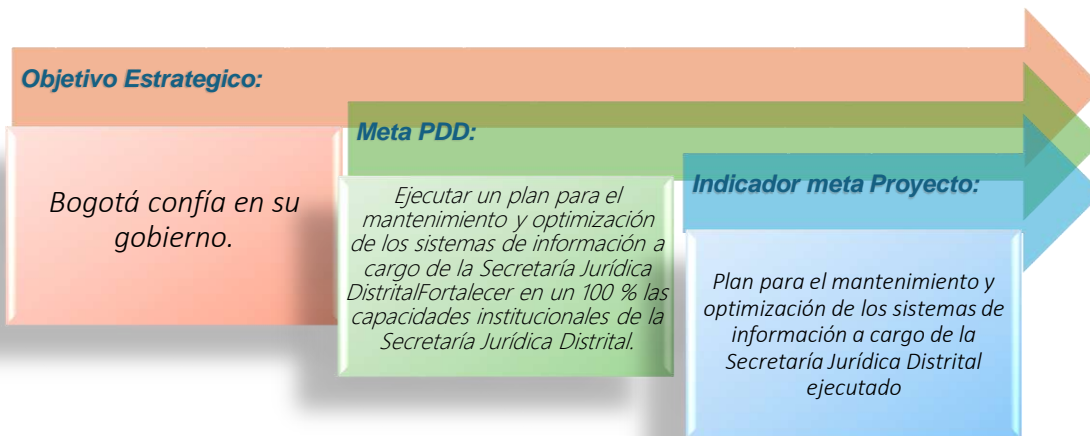 Objetivo Estrategico:
Bogotá confía en su
gobierno.
Meta PDD:
Ejecutar un plan para el
mantenimiento y optimización
de los sistemas de información a
cargo de la Secretaría Jurídica
DistritalFortalecer en un 100 % las
capacidades institucionales de la
Secretaría Jurídica Distrital.
Indicador meta Proyecto:
Plan para el mantenimiento y
optimización de los sistemas de
información a cargo de la
Secretaría Jurídica Distrital
ejecutado